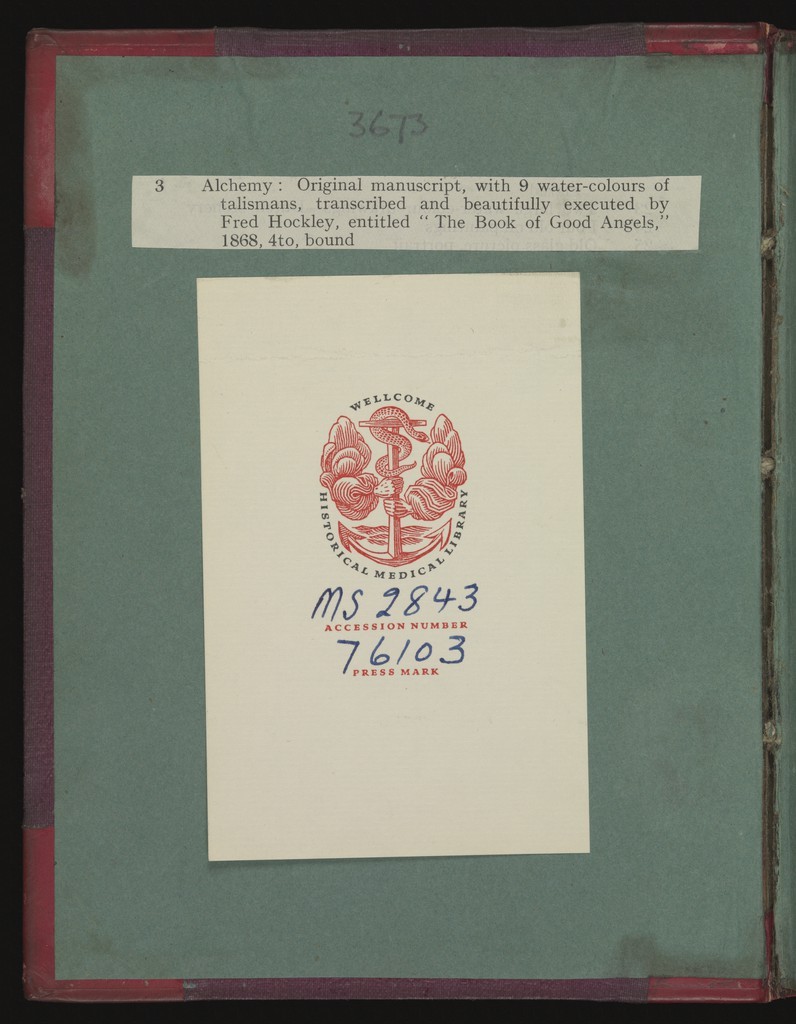 3673
3 Alchemy : Original manuscript, with 9 water-colours of
talismans, transcribed and beautifully executed by
Fred Hockley, entitled “ The Book of Good Angels,”
1868, 4to, bound
WELLCOME
HISTORICAL MEDICAL LIBRARY
MS 2843
ACCESSION NUMBER
76103
PRESS MARK